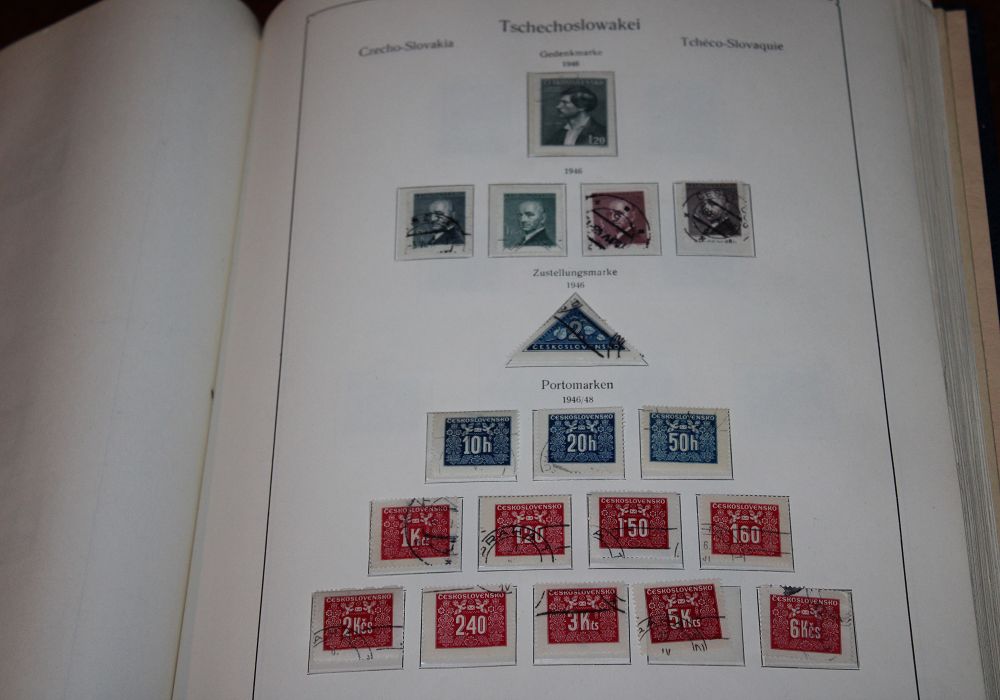 Tschechoslowakei
Czecho-Slovakia
Tchéco-Slovaquie
Gedenkmarke
1946
ČESKOSLOVENSKO
1.20
1946
Zustellungsmarke
1946
2
ČESKOSLOVENSKO
Portomarken
1946/48
ČESKOSLOVENSKO ČESKOSLOVENSKO ČESKOSLOVENSKO
10h 20h 50h
ČESKOSLOVENSKO ČESKOSLOVENSKO ČESKOSLOVENSKO ČESKOSLOVENSKO
1Kčs 1.20 1.50 1.60
ČESKOSLOVENSKO ČESKOSLOVENSKO ČESKOSLOVENSKO ČESKOSLOVENSKO ČESKOSLOVENSKO
2Kčs 2.40 3Kčs 5Kčs 6Kčs